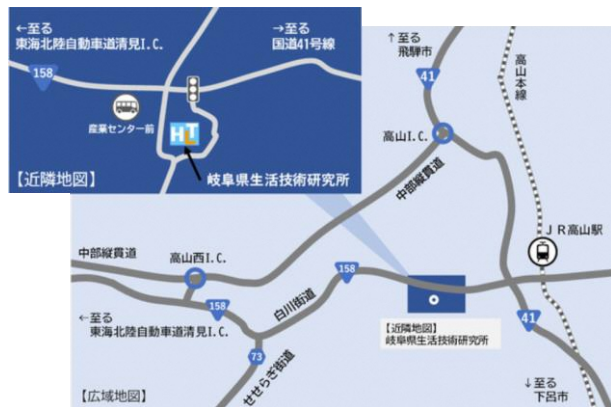 ←至る
東海北陸自動車道清見I.C.
→至る
国道41号線
158
産業センター前
HLT
【近隣地図】
岐阜県生活技術研究所
↑至る
飛騨市
41
高山本線
高山I.C.
中部縦貫道
JR高山駅
中部縦貫道
高山西I.C.
158
白川街道
158
←至る
東海北陸自動車道清見I.C.
【近隣地図】
岐阜県生活技術研究所
41
73
せせらぎ街道
↓至る
下呂市
【広域地図】